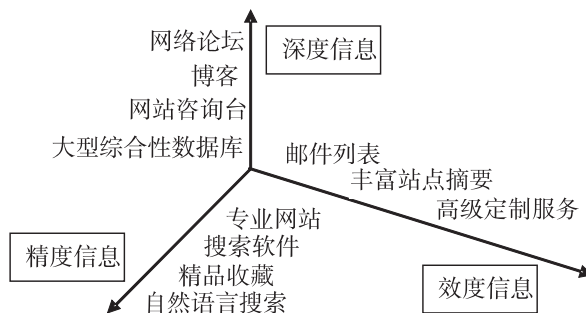 网络论坛
深度信息
博客
网站咨询台
大型综合性数据库
邮件列表
丰富站点摘要
高级定制服务
专业网站
搜索软件
精品收藏
自然语言搜索
精度信息
效度信息